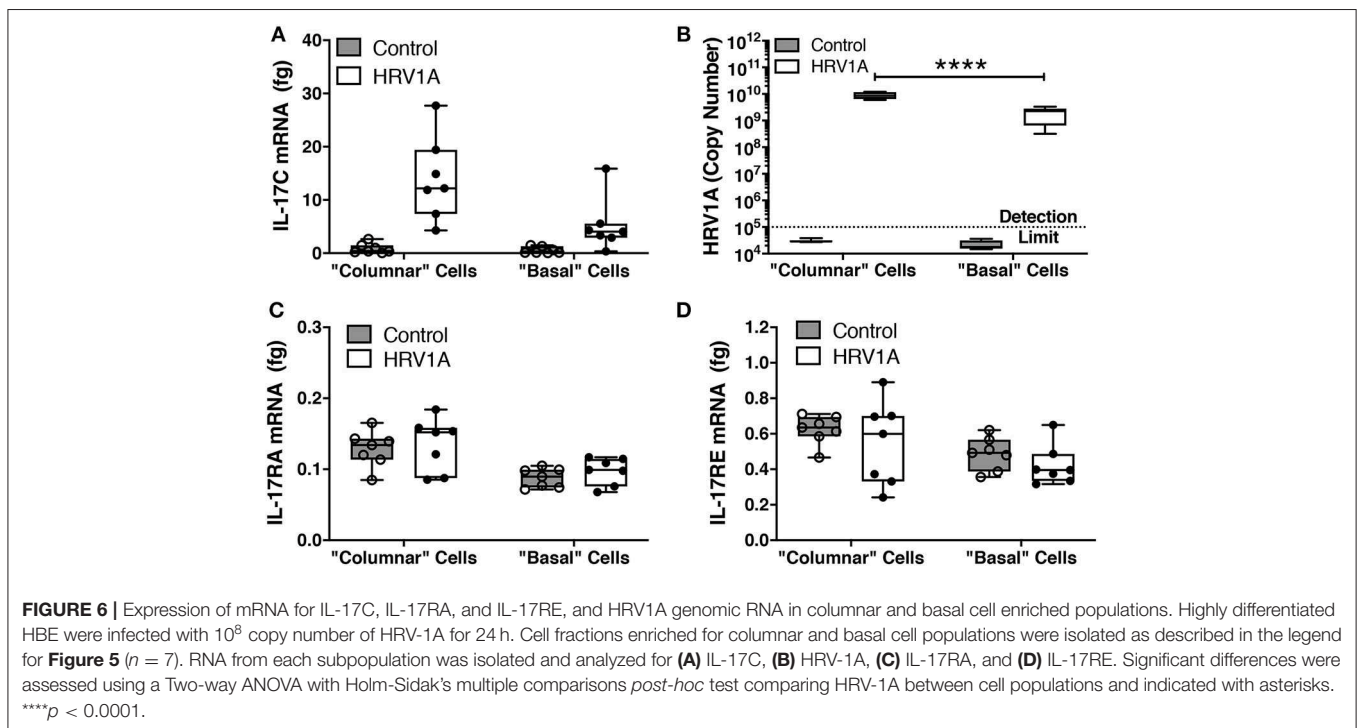 A
IL-17C mRNA (fg)
40
30
20
10
0
Control
HRV1A
"Columnar" Cells
"Basal" Cells
B
HRV1A (Copy Number)
10¹²
10¹¹
10¹⁰
10⁹
10⁸
10⁷
10⁶
10⁵
10⁴
Control
HRV1A
****
Detection
Limit
"Columnar" Cells
"Basal" Cells
C
IL-17RA mRNA (fg)
0.3
0.2
0.1
0.0
Control
HRV1A
"Columnar" Cells
"Basal" Cells
D
IL-17RE mRNA (fg)
1.2
1.0
0.8
0.6
0.4
0.2
0.0
Control
HRV1A
"Columnar" Cells
"Basal" Cells
FIGURE 6 | Expression of mRNA for IL-17C, IL-17RA, and IL-17RE, and HRV1A genomic RNA in columnar and basal cell enriched populations. Highly differentiated
HBE were infected with 10⁸ copy number of HRV-1A for 24 h. Cell fractions enriched for columnar and basal cell populations were isolated as described in the legend
for Figure 5 (n = 7). RNA from each subpopulation was isolated and analyzed for (A) IL-17C, (B) HRV-1A, (C) IL-17RA, and (D) IL-17RE. Significant differences were
assessed using a Two-way ANOVA with Holm-Sidak's multiple comparisons post-hoc test comparing HRV-1A between cell populations and indicated with asterisks.
****p < 0.0001.